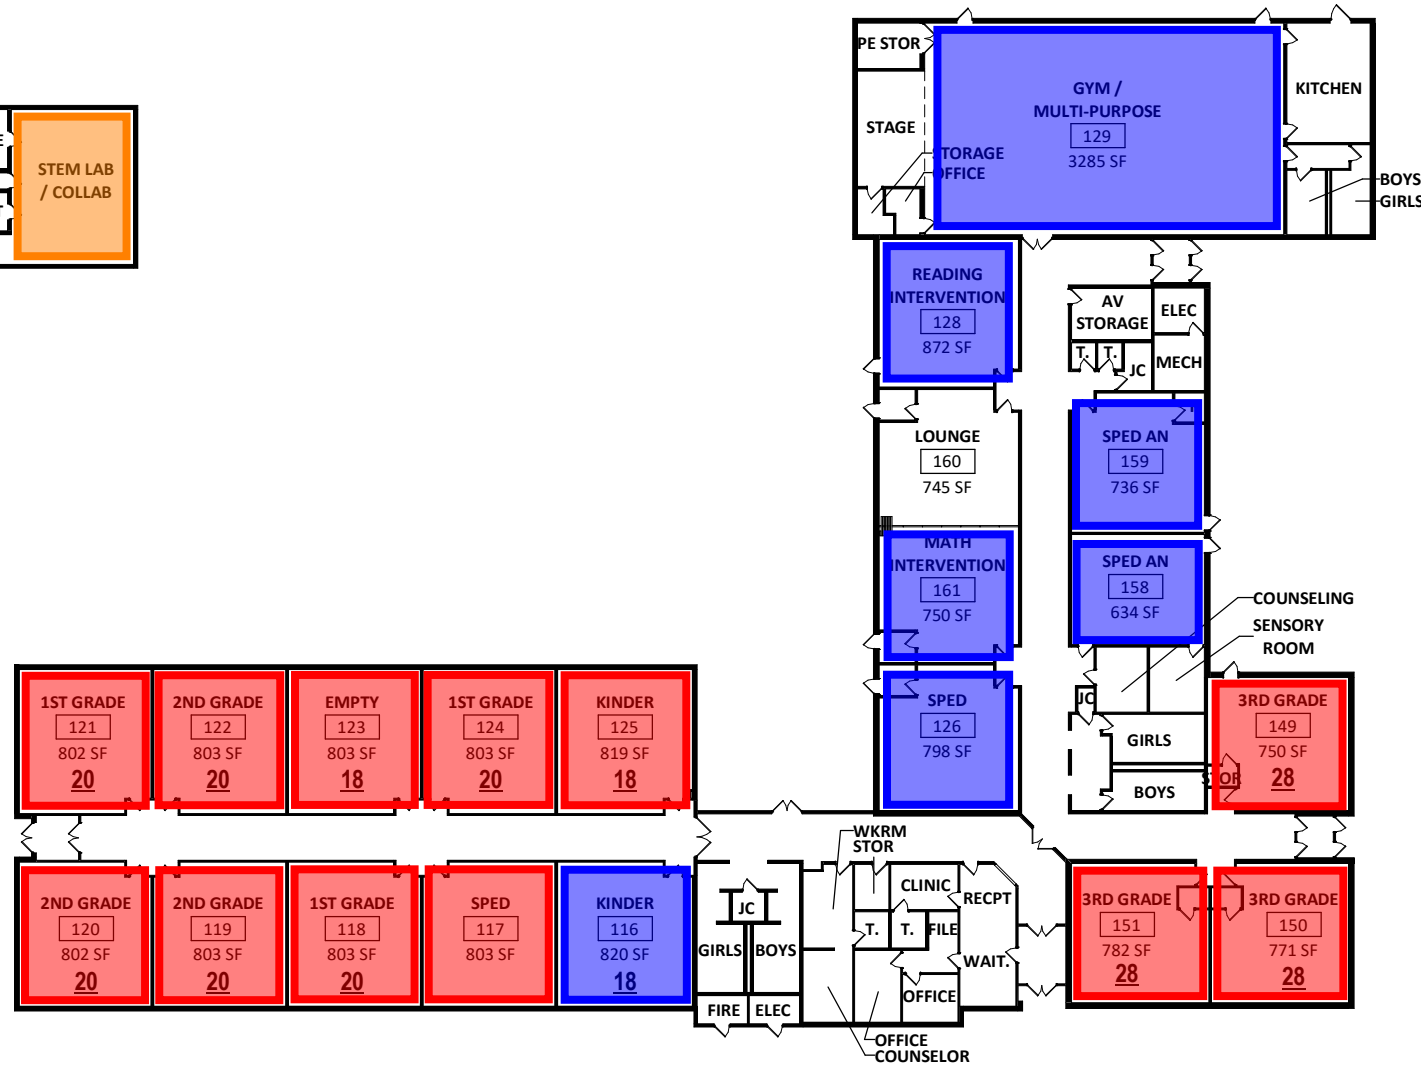 PE STOR
STAGE
STORAGE
OFFICE
GYM /
MULTI-PURPOSE
129
3285 SF
KITCHEN
BOYS
GIRLS
STEM LAB
/ COLLAB
READING
INTERVENTION
128
872 SF
AV
STORAGE
ELEC
T.
T.
JC
MECH
LOUNGE
160
745 SF
SPED AN
159
736 SF
MATH
INTERVENTION
161
750 SF
SPED AN
158
634 SF
COUNSELING
SENSORY
ROOM
SPED
126
798 SF
JC
GIRLS
BOYS
STOR
3RD GRADE
149
750 SF
28
1ST GRADE
121
802 SF
20
2ND GRADE
122
803 SF
20
EMPTY
123
803 SF
18
1ST GRADE
124
803 SF
20
KINDER
125
819 SF
18
2ND GRADE
120
802 SF
20
2ND GRADE
119
803 SF
20
1ST GRADE
118
803 SF
20
SPED
117
803 SF
KINDER
116
820 SF
18
JC
GIRLS
BOYS
FIRE
ELEC
WKRM
STOR
CLINIC
RECPT
T.
T.
FILE
WAIT.
OFFICE
OFFICE
COUNSELOR
3RD GRADE
151
782 SF
28
3RD GRADE
150
771 SF
28